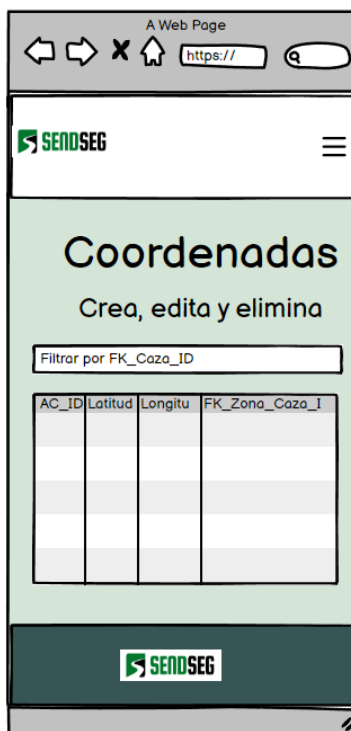 A Web Page
https://
SENDSEG
Coordenadas
Crea, edita y elimina
Filtrar por FK_Caza_ID
AC_ID Latitud Longitu FK_Zona_Caza_I
SENDSEG